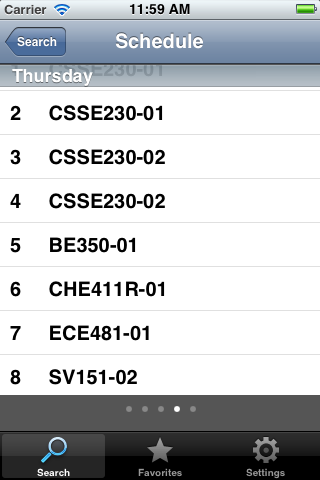 Carrier 11:59 AM
Search Schedule
CSSE230-01
Thursday
2 CSSE230-01
3 CSSE230-02
4 CSSE230-02
5 BE350-01
6 CHE411R-01
7 ECE481-01
8 SV151-02
Search Favorites Settings